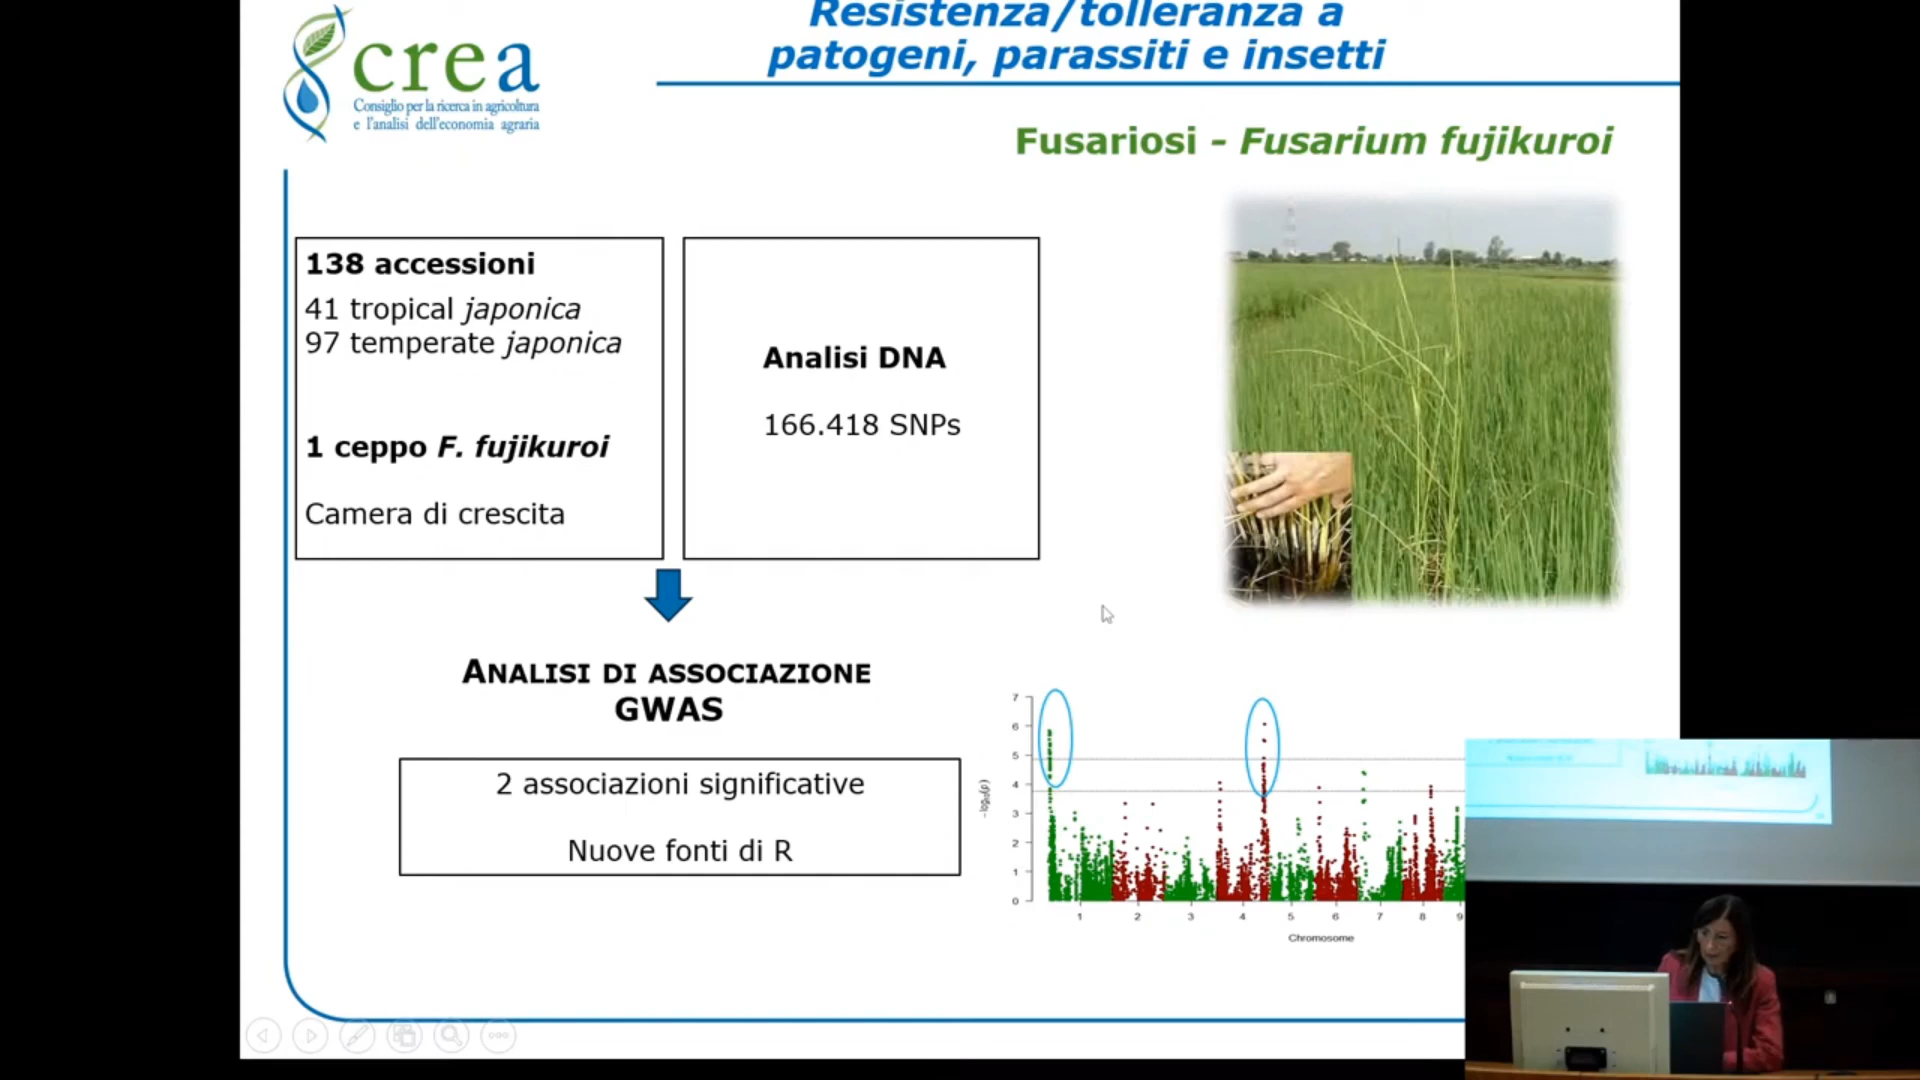 crea
Consiglio per la ricerca in agricoltura
e l'analisi dell'economia agraria
Resistenza/tolleranza a
patogeni, parassiti e insetti
Fusariosi - Fusarium fujikuroi
138 accessioni
41 tropical japonica
97 temperate japonica
1 ceppo F. fujikuroi
Camera di crescita
Analisi DNA
166.418 SNPs
ANALISI DI ASSOCIAZIONE
GWAS
2 associazioni significative
Nuove fonti di R
-log10(p)
7
6
5
4
3
2
1
0
1 2 3 4 5 6 7 8 9
Chromosome